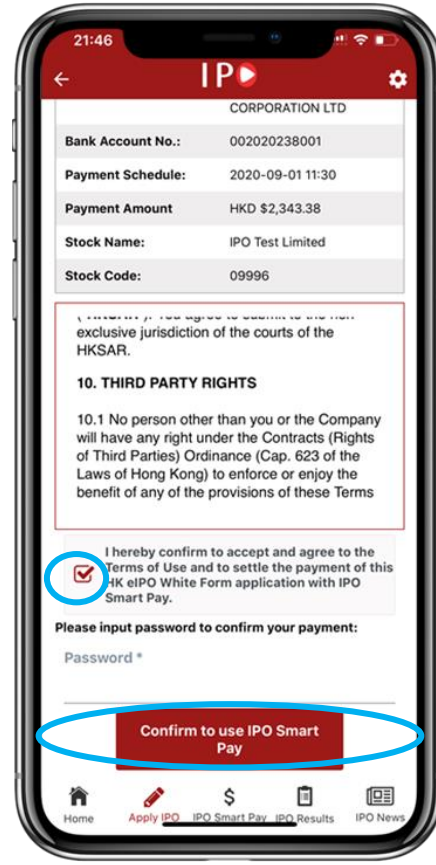 21:46
IPO
CORPORATION LTD
Bank Account No.: 002020238001
Payment Schedule: 2020-09-01 11:30
Payment Amount HKD $2,343.38
Stock Name: IPO Test Limited
Stock Code: 09996
exclusive jurisdiction of the courts of the
HKSAR.
10. THIRD PARTY RIGHTS
10.1 No person other than you or the Company
will have any right under the Contracts (Rights
of Third Parties) Ordinance (Cap. 623 of the
Laws of Hong Kong) to enforce or enjoy the
benefit of any of the provisions of these Terms
I hereby confirm to accept and agree to the
Terms of Use and to settle the payment of this
HK eIPO White Form application with IPO
Smart Pay.
Please input password to confirm your payment:
Password *
Confirm to use IPO Smart
Pay
Home Apply IPO IPO Smart Pay IPO Results IPO News